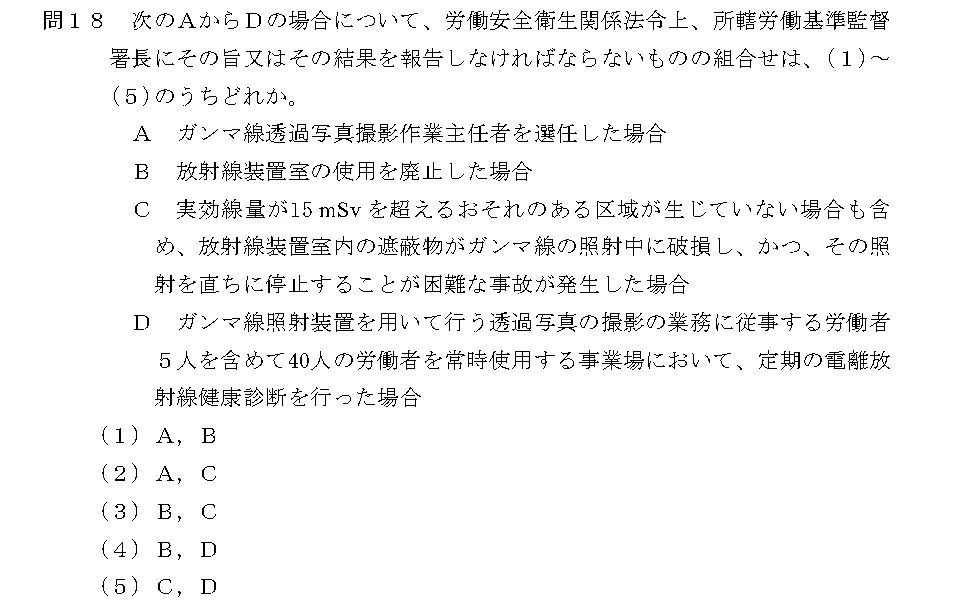 問18 次のAからDの場合について、労働安全衛生関係法令上、所轄労働基準監督
署長にその旨又はその結果を報告しなければならないものの組合せは、(1)～
(5)のうちどれか。
A ガンマ線透過写真撮影作業主任者を選任した場合
B 放射線装置室の使用を廃止した場合
C 実効線量が15 mSv を超えるおそれのある区域が生じていない場合も含
め、放射線装置室内の遮蔽物がガンマ線の照射中に破損し、かつ、その照
射を直ちに停止することが困難な事故が発生した場合
D ガンマ線照射装置を用いて行う透過写真の撮影の業務に従事する労働者
5人を含めて40人の労働者を常時使用する事業場において、定期の電離放
射線健康診断を行った場合
(1) A, B
(2) A, C
(3) B, C
(4) B, D
(5) C, D